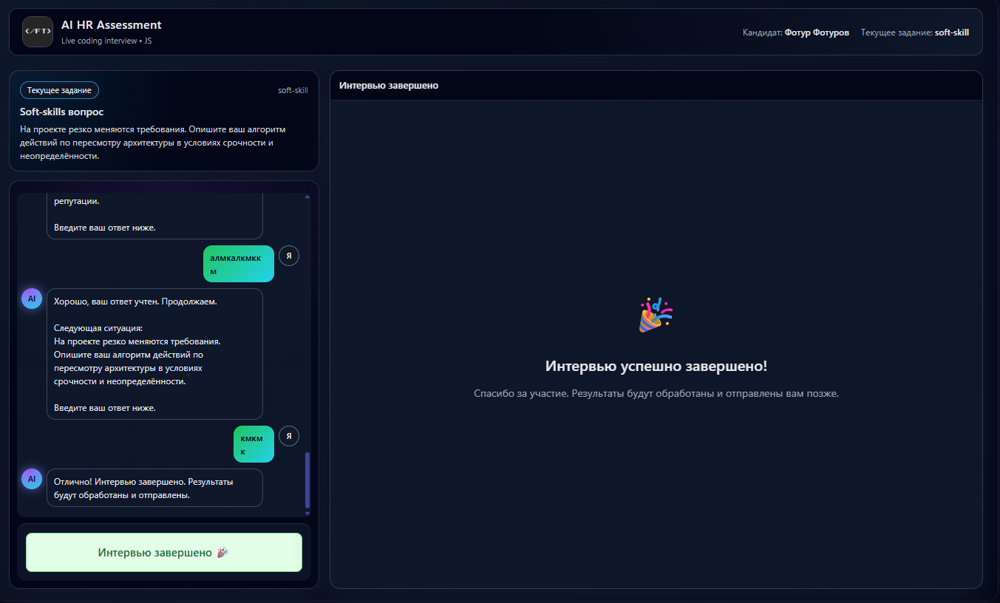 </FT>
AI HR Assessment
Live coding interview • JS
Кандидат: Фотур Фотуров
Текущее задание: soft-skill
Текущее задание
soft-skill
Soft-skills вопрос
На проекте резко меняются требования. Опишите ваш алгоритм
действий по пересмотру архитектуры в условиях срочности и
неопределённости.
репутации.
Введите ваш ответ ниже.
алмкалкмкк
м
Я
AI
Хорошо, ваш ответ учтен. Продолжаем.
Следующая ситуация:
На проекте резко меняются требования.
Опишите ваш алгоритм действий по
пересмотру архитектуры в условиях
срочности и неопределённости.
Введите ваш ответ ниже.
кмкм
к
Я
AI
Отлично! Интервью завершено. Результаты
будут обработаны и отправлены.
Интервью завершено 🎉
Интервью завершено
Интервью успешно завершено!
Спасибо за участие. Результаты будут обработаны и отправлены вам позже.